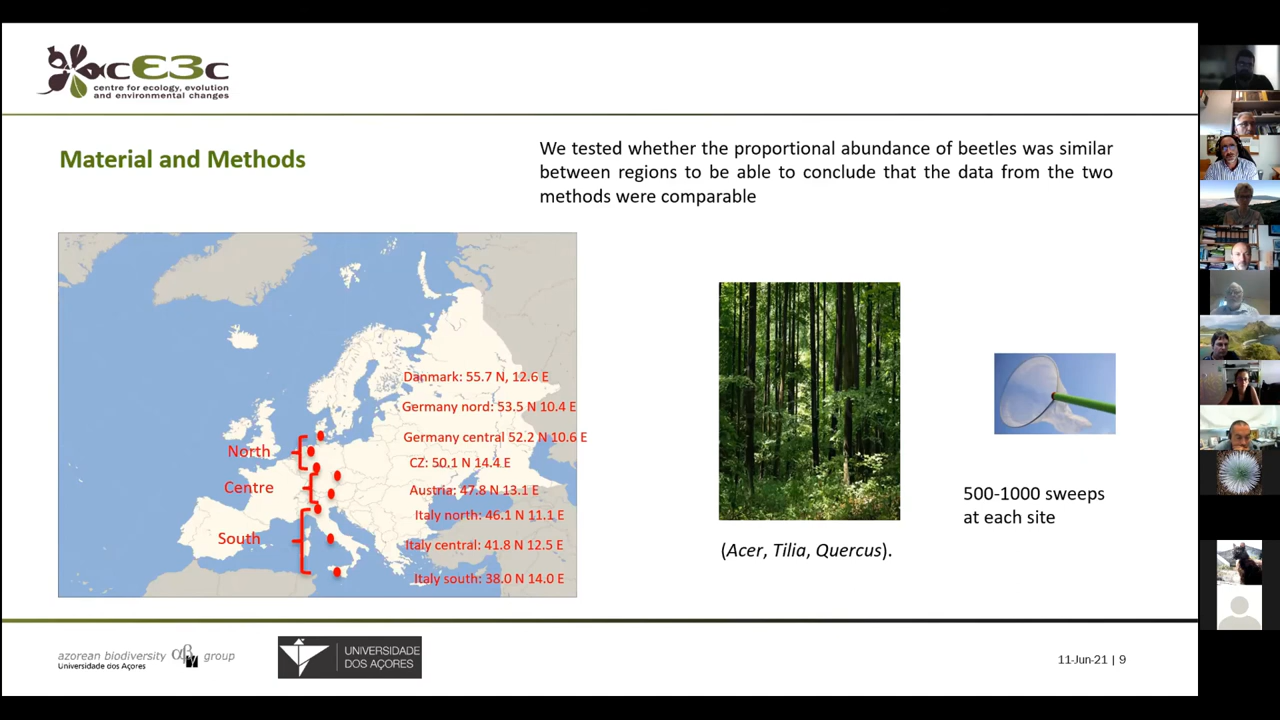 cE3c
centre for ecology, evolution
and environmental changes
Material and Methods
We tested whether the proportional abundance of beetles was similar
between regions to be able to conclude that the data from the two
methods were comparable
Danmark: 55.7 N, 12.6 E
Germany nord: 53.5 N 10.4 E
Germany central 52.2 N 10.6 E
North
CZ: 50.1 N 14.4 E
Centre
Austria: 47.8 N 13.1 E
Italy north: 46.1 N 11.1 E
South
Italy central: 41.8 N 12.5 E
Italy south: 38.0 N 14.0 E
(Acer, Tilia, Quercus).
500-1000 sweeps
at each site
azorean biodiversity group
Universidade dos Açores
UNIVERSIDADE
DOS AÇORES
11-Jun-21 | 9